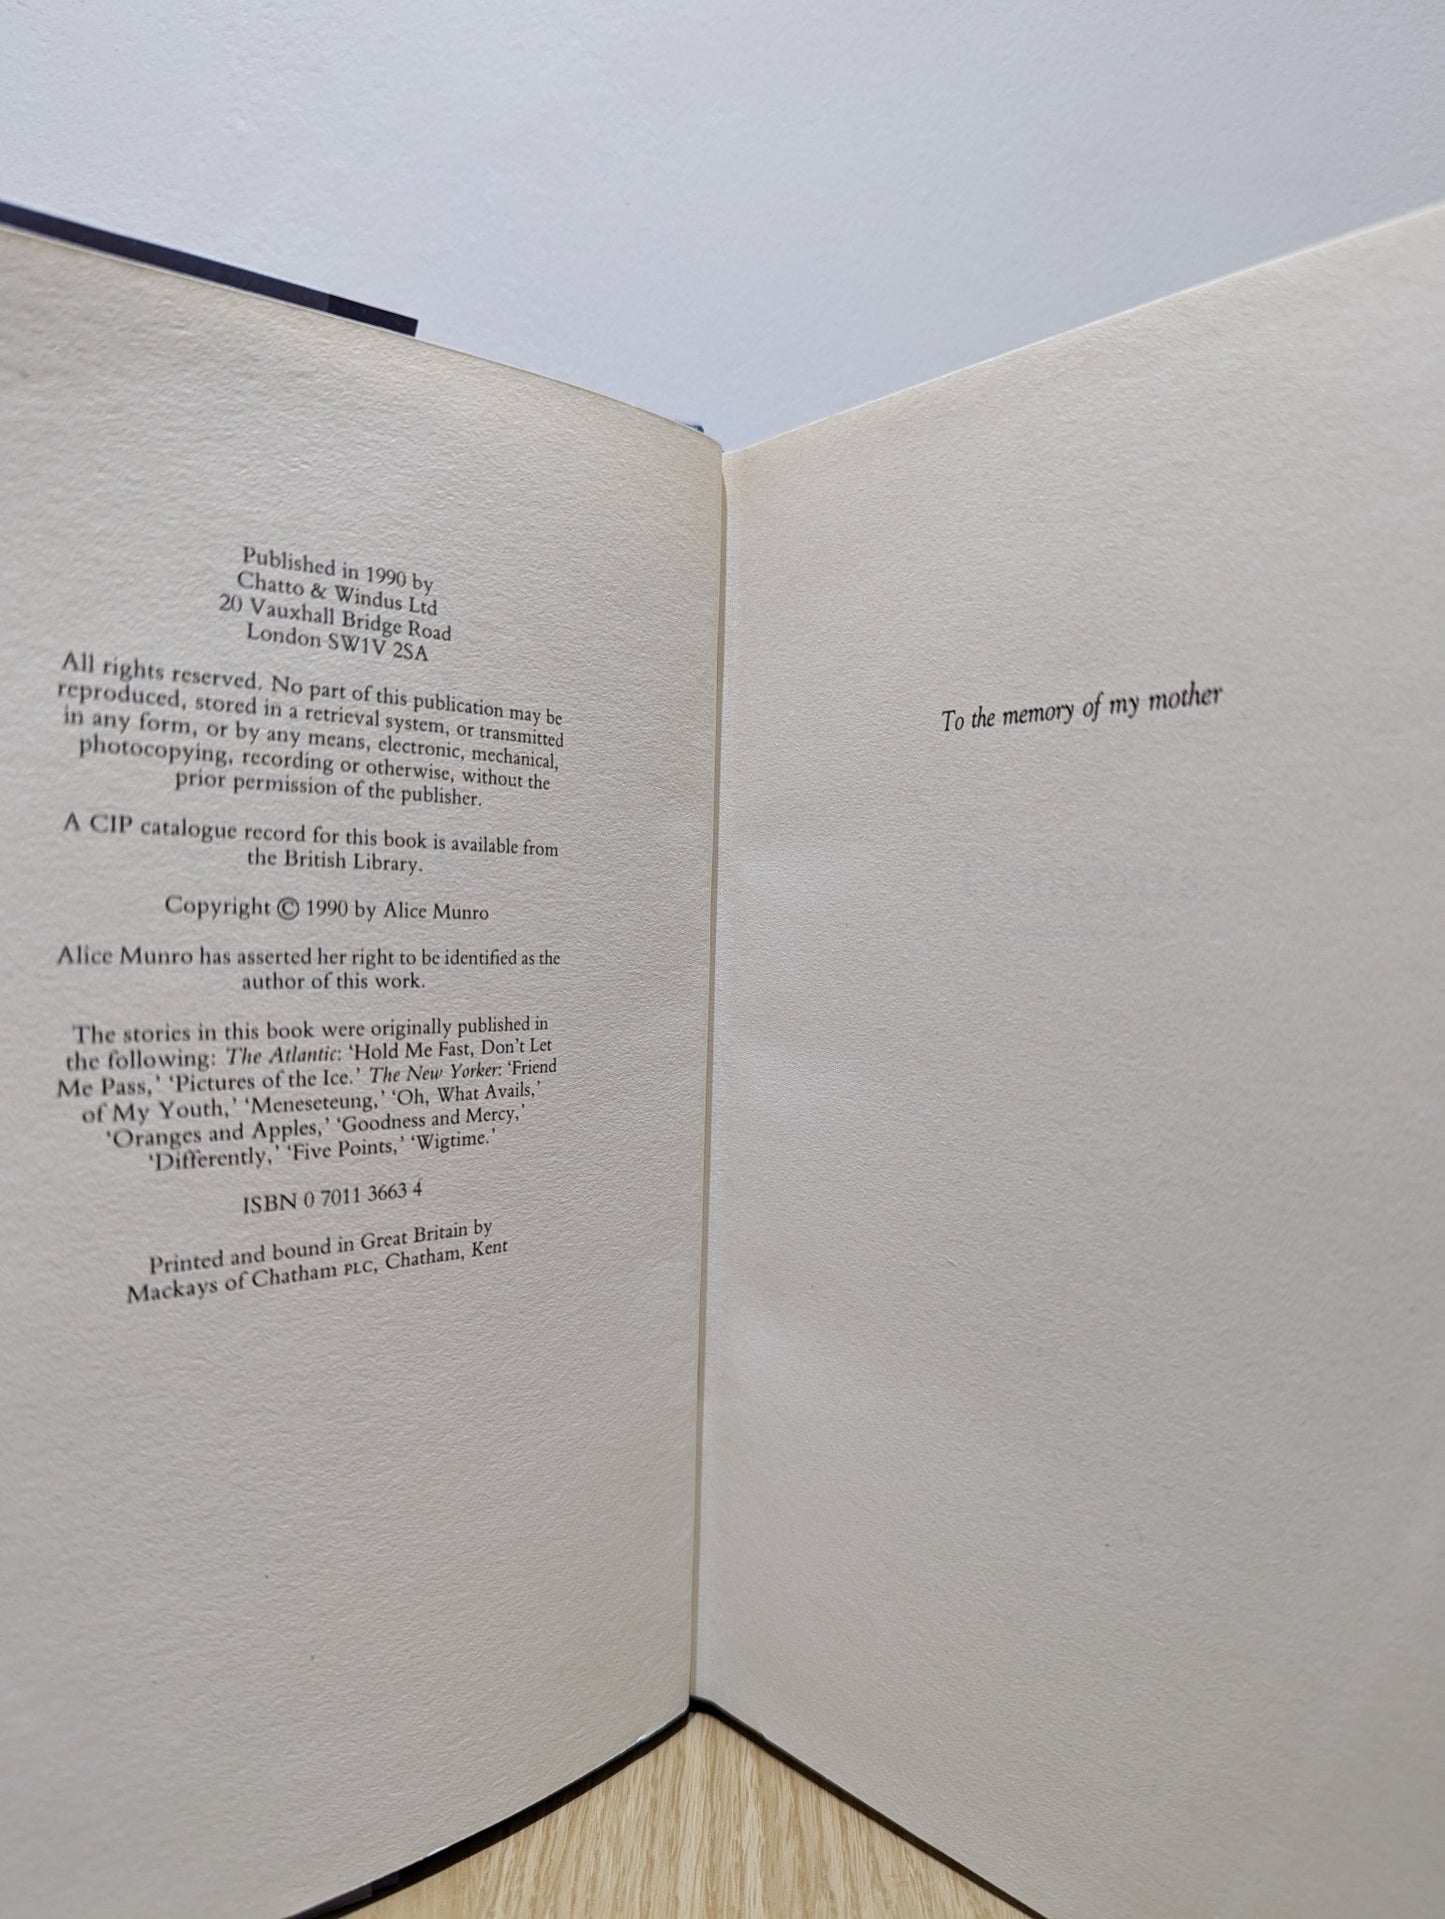 Published in 1990 by
Chatto & Windus Ltd
20 Vauxhall Bridge Road
London SW1V 2SA
All rights reserved. No part of this publication may be
reproduced, stored in a retrieval system, or transmitted
in any form, or by any means, electronic, mechanical,
photocopying, recording or otherwise, without the
prior permission of the publisher.
A CIP catalogue record for this book is available from
the British Library.
Copyright © 1990 by Alice Munro
Alice Munro has asserted her right to be identified as the
author of this work.
The stories in this book were originally published in
the following: The Atlantic: ‘Hold Me Fast, Don’t Let
Me Pass,’ ‘Pictures of the Ice.’ The New Yorker: ‘Friend
of My Youth,’ ‘Meneseteung,’ ‘Oh, What Avails,’
‘Oranges and Apples,’ ‘Goodness and Mercy,’
‘Differently,’ ‘Five Points,’ ‘Wigtime.’
ISBN 0 7011 3663 4
Printed and bound in Great Britain by
Mackays of Chatham PLC, Chatham, Kent
To the memory of my mother